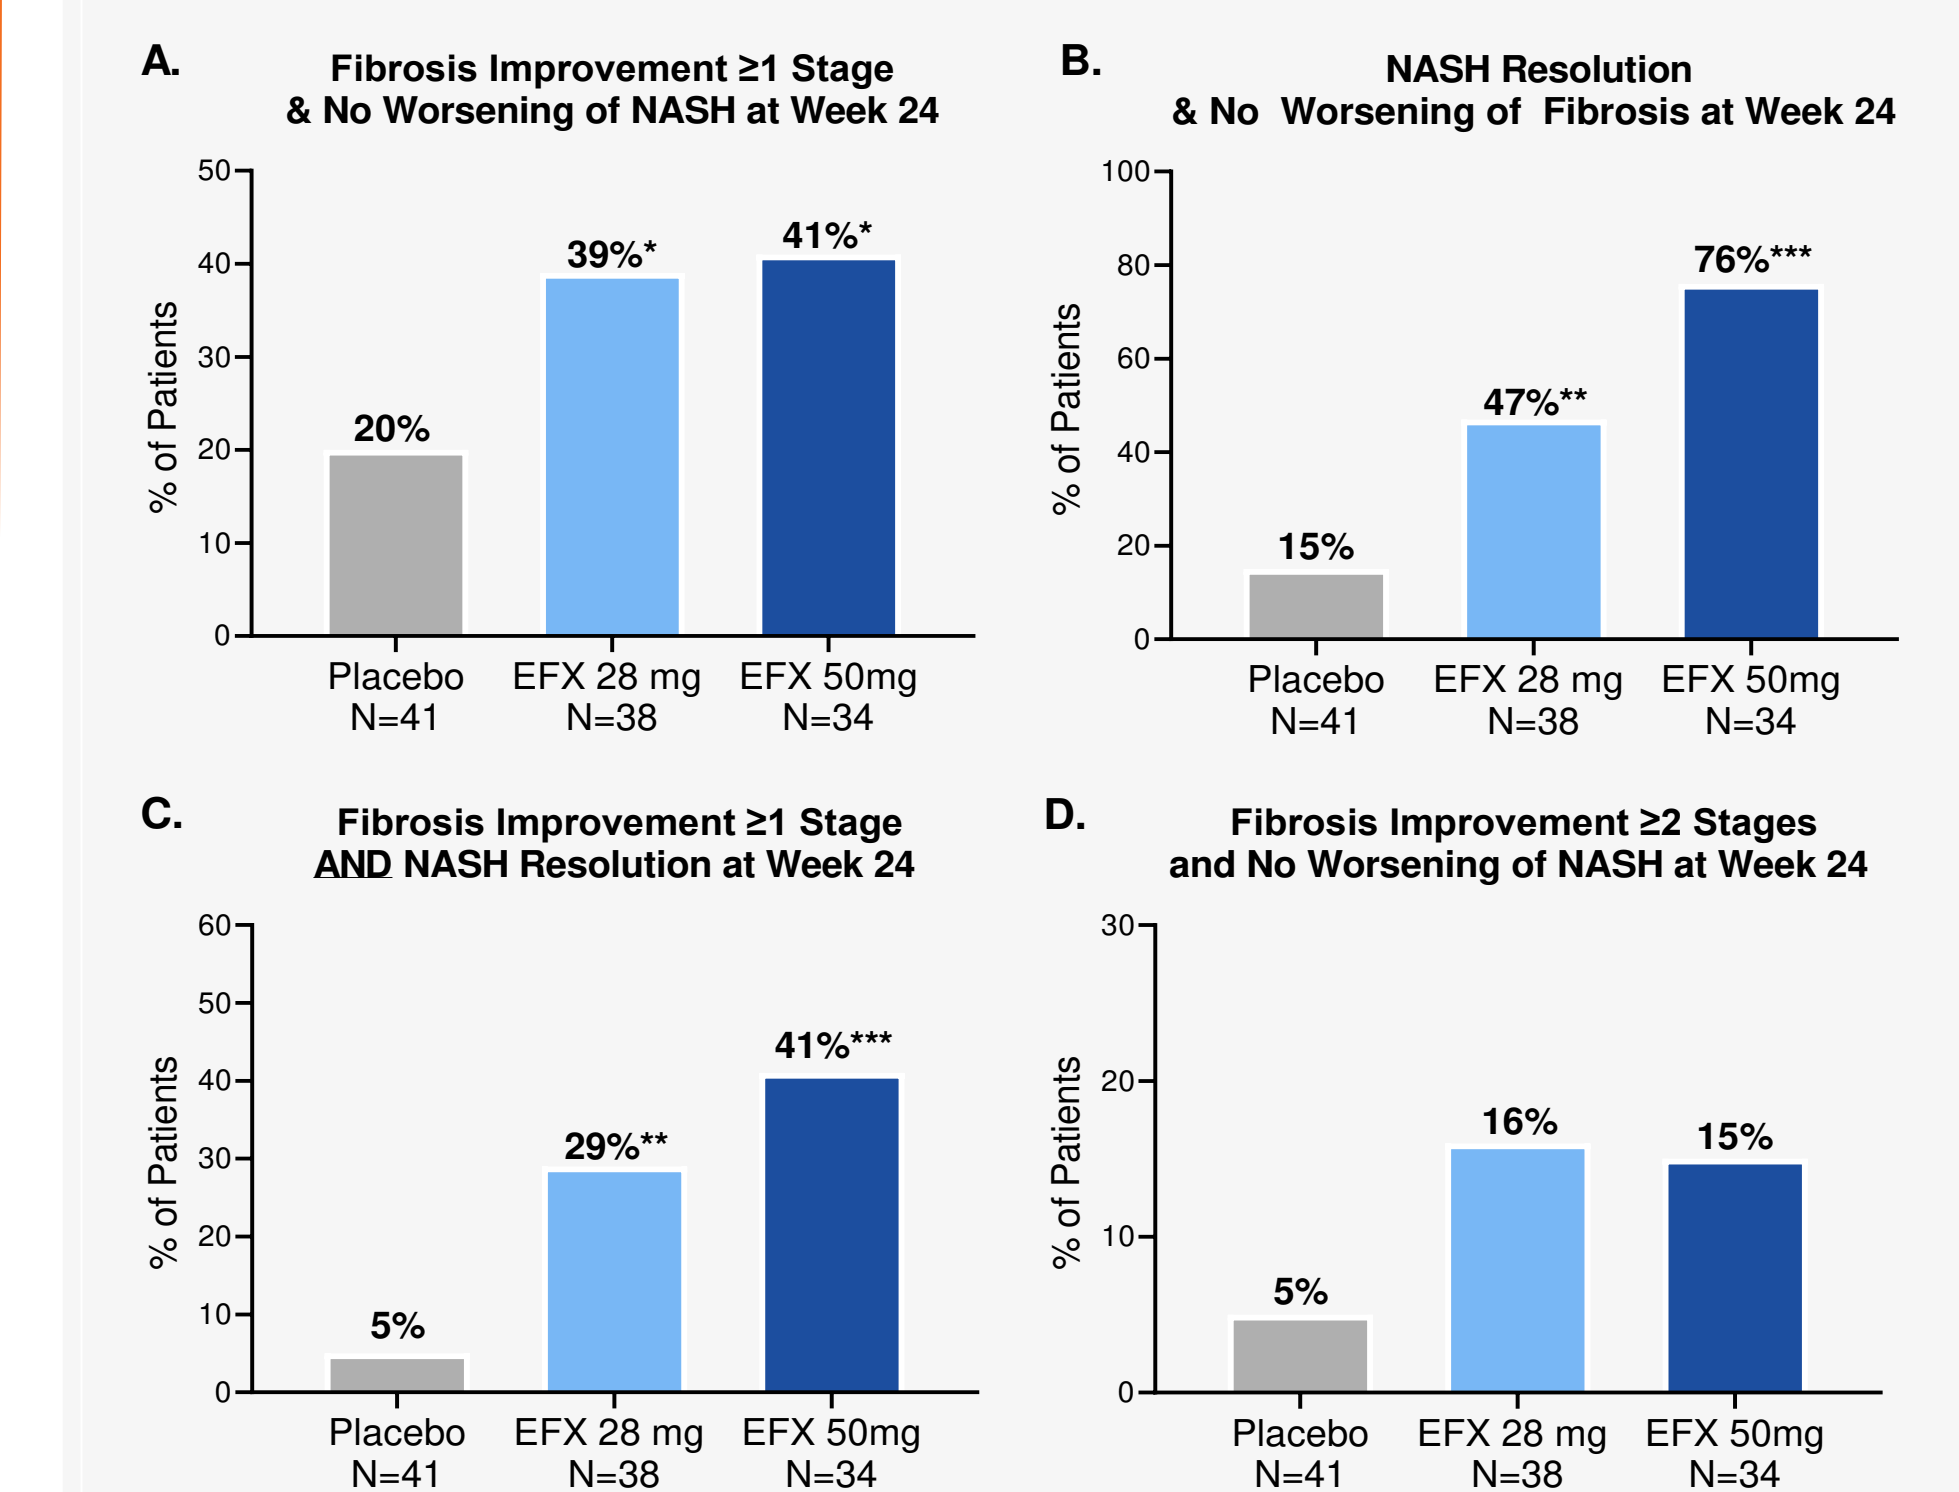 A.
Fibrosis Improvement ≥1 Stage
& No Worsening of NASH at Week 24
% of Patients
50
40
30
20
10
0
20%
39%*
41%*
Placebo
N=41
EFX 28 mg
N=38
EFX 50mg
N=34
B.
NASH Resolution
& No Worsening of Fibrosis at Week 24
% of Patients
100
80
60
40
20
0
15%
47%**
76%***
Placebo
N=41
EFX 28 mg
N=38
EFX 50mg
N=34
C.
Fibrosis Improvement ≥1 Stage
AND NASH Resolution at Week 24
% of Patients
60
50
40
30
20
10
0
5%
29%**
41%***
Placebo
N=41
EFX 28 mg
N=38
EFX 50mg
N=34
D.
Fibrosis Improvement ≥2 Stages
and No Worsening of NASH at Week 24
% of Patients
30
20
10
0
5%
16%
15%
Placebo
N=41
EFX 28 mg
N=38
EFX 50mg
N=34